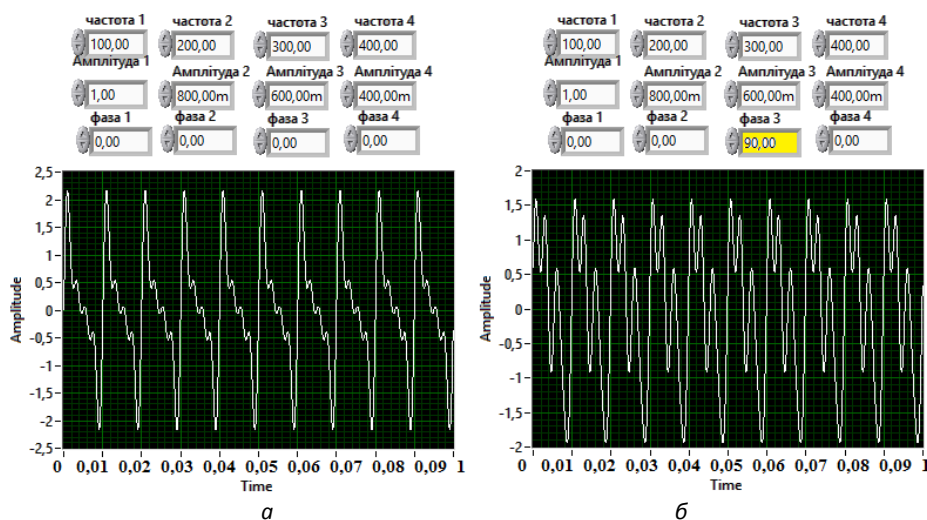 частота 1 частота 2 частота 3 частота 4
100,00 200,00 300,00 400,00
Амплітуда 1 Амплітуда 2 Амплітуда 3 Амплітуда 4
1,00 800,00m 600,00m 400,00m
фаза 1 фаза 2 фаза 3 фаза 4
0,00 0,00 0,00 0,00
2,5
2
1,5
1
0,5
0
-0,5
-1
-1,5
-2
-2,5
Amplitude
0 0,01 0,02 0,03 0,04 0,05 0,06 0,07 0,08 0,09 1
Time
а
частота 1 частота 2 частота 3 частота 4
100,00 200,00 300,00 400,00
Амплітуда 1 Амплітуда 2 Амплітуда 3 Амплітуда 4
1,00 800,00m 600,00m 400,00m
фаза 1 фаза 2 фаза 3 фаза 4
0,00 0,00 90,00 0,00
2
1,5
1
0,5
0
-0,5
-1
-1,5
-2
Amplitude
0 0,01 0,02 0,03 0,04 0,05 0,06 0,07 0,08 0,09 1
Time
б